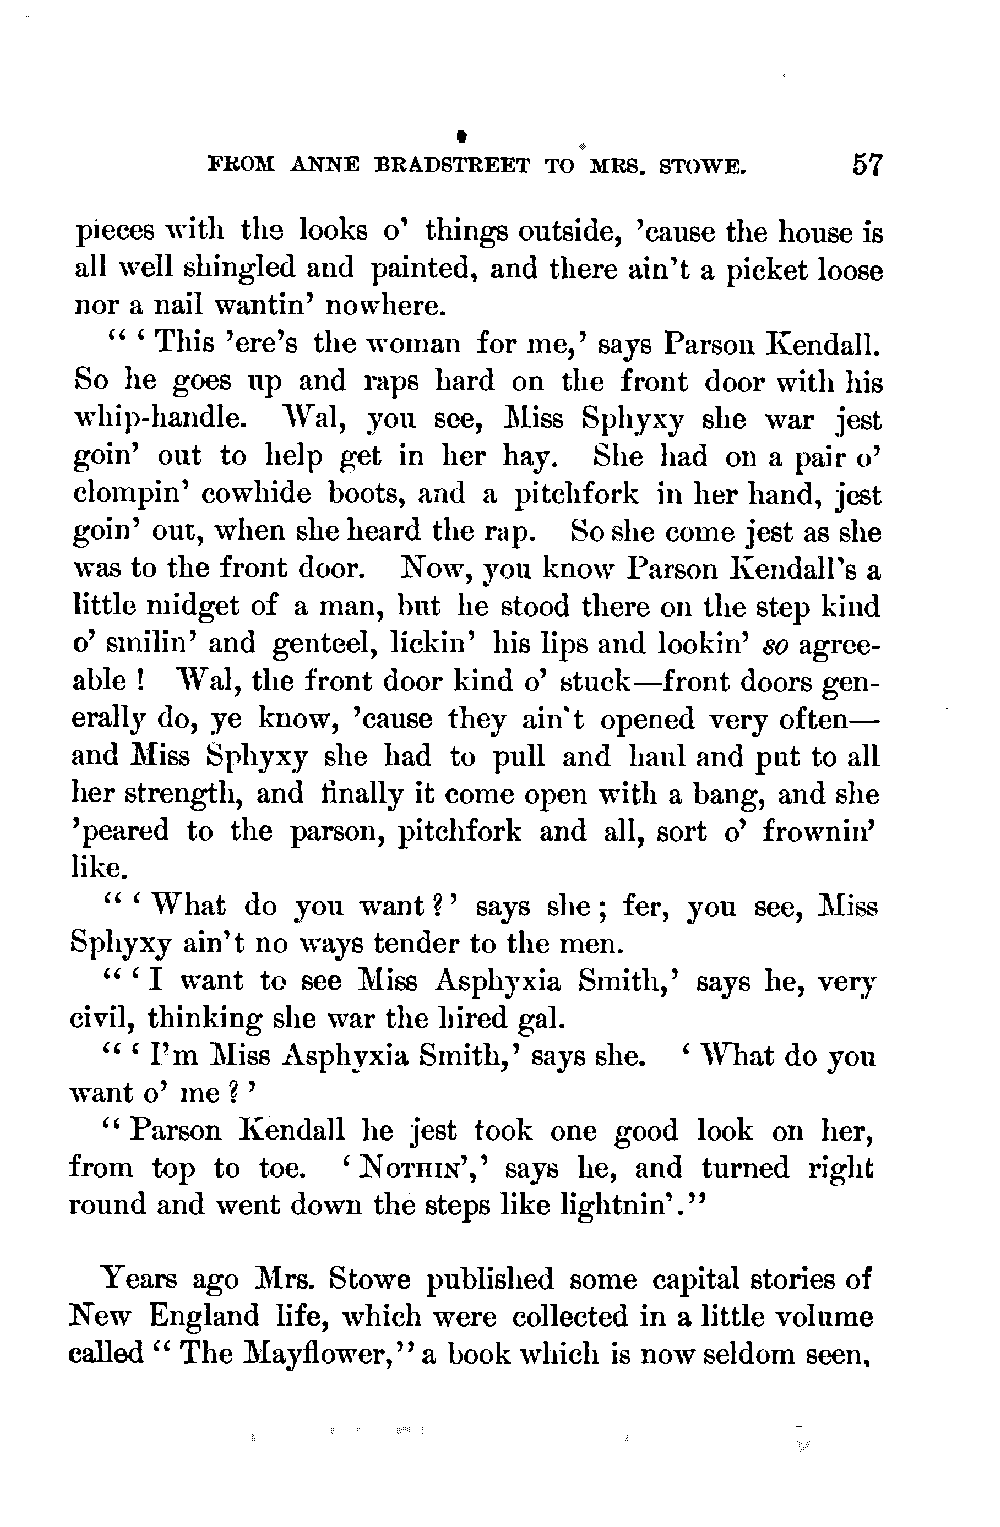 FROM ANNE BRADSTREET TO MRS. STOWE. 57
pieces with the looks o' things outside, 'cause the house is
all well shingled and painted, and there ain't a picket loose
nor a nail wantin' nowhere.
" ' This 'ere's the woman for me,' says Parson Kendall.
So he goes up and raps hard on the front door with his
whip-handle. Wal, you see, Miss Sphyxy she war jest
goin' out to help get in her hay. She had on a pair o'
clompin' cowhide boots, and a pitchfork in her hand, jest
goin' out, when she heard the rap. So she come jest as she
was to the front door. Now, you know Parson Kendall's a
little midget of a man, but he stood there on the step kind
o' smilin' and genteel, lickin' his lips and lookin' so agree-
able ! Wal, the front door kind o' stuck—front doors gen-
erally do, ye know, 'cause they ain't opened very often—
and Miss Sphyxy she had to pull and haul and put to all
her strength, and finally it come open with a bang, and she
'peared to the parson, pitchfork and all, sort o' frownin'
like.
" ' What do you want ? ' says she ; fer, you see, Miss
Sphyxy ain't no ways tender to the men.
" ' I want to see Miss Asphyxia Smith,' says he, very
civil, thinking she war the hired gal.
" ' I'm Miss Asphyxia Smith,' says she. ' What do you
want o' me ? '
" Parson Kendall he jest took one good look on her,
from top to toe. ' NOTHIN',' says he, and turned right
round and went down the steps like lightnin'."
Years ago Mrs. Stowe published some capital stories of
New England life, which were collected in a little volume
called " The Mayflower," a book which is now seldom seen,